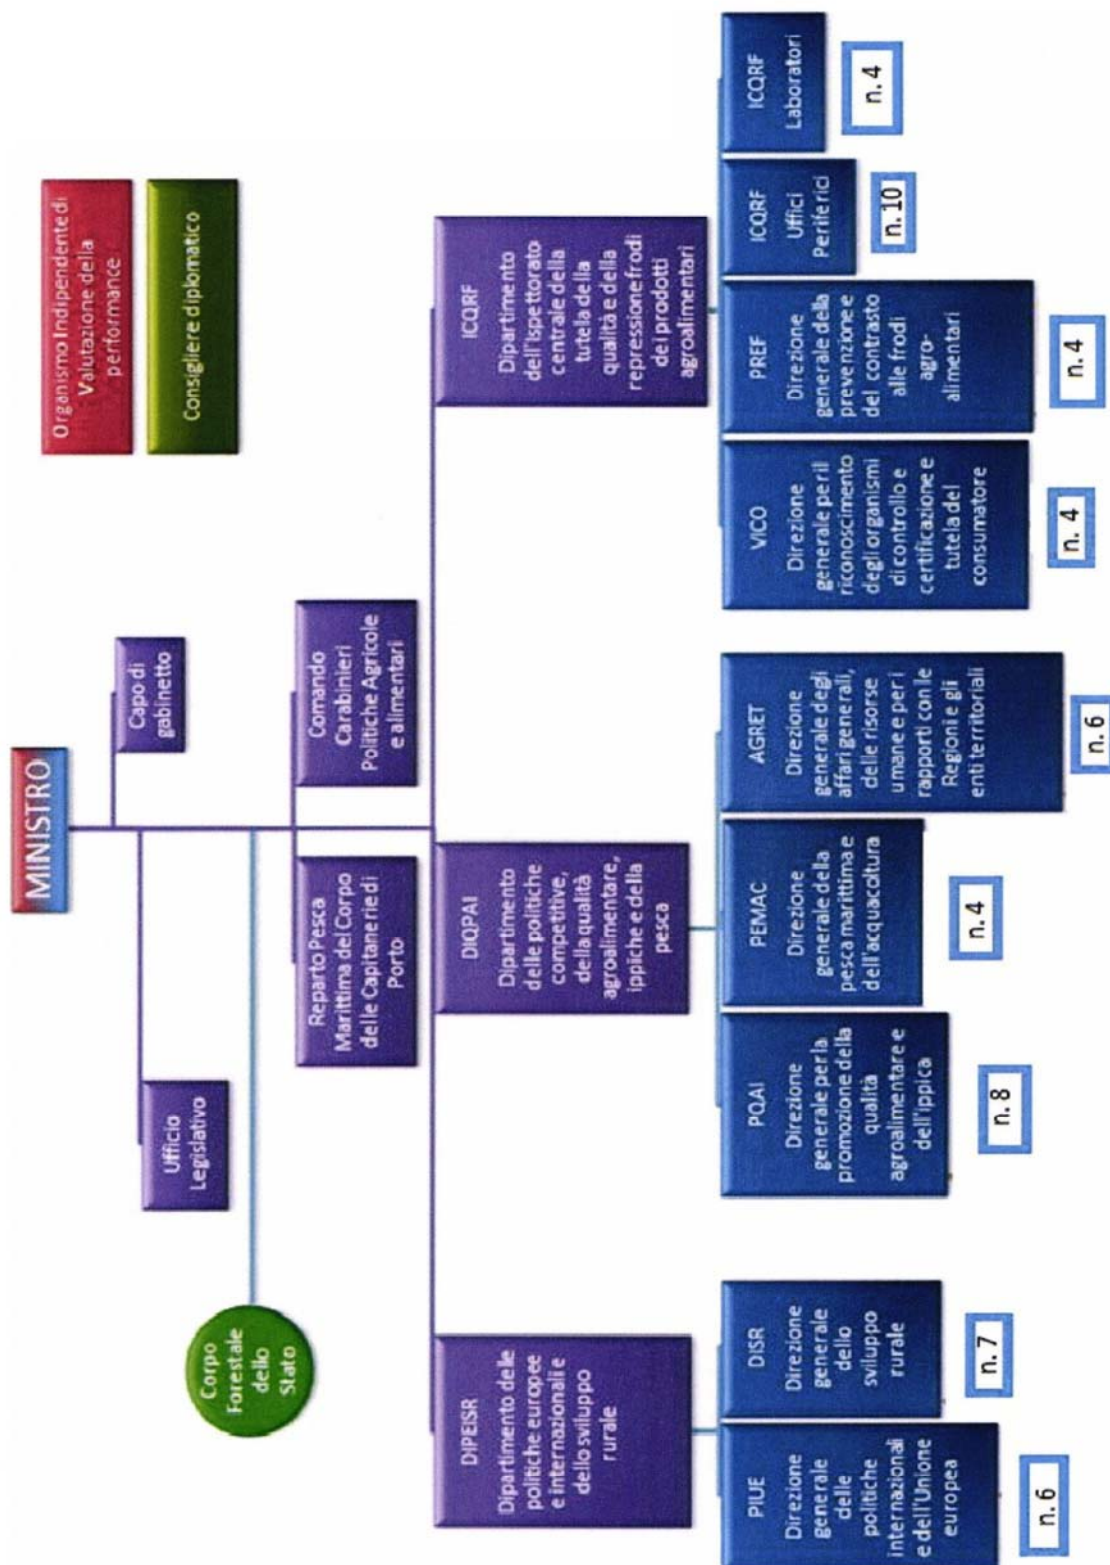 MINISTRO
Organismo Indipendente di
Valutazione della
performance
Consigliere diplomatico
Capo di
gabinetto
Ufficio
Legislativo
Corpo
Forestale
dello
Stato
Reparto Pesca
Marittima del Corpo
delle Capitanerie di
Porto
Comando
Carabinieri
Politiche Agricole
e alimentari
DIPEISR
Dipartimento delle
politiche europee
e internazionali e
dello sviluppo
rurale
DIQPAI
Dipartimento
delle politiche
competitive,
della qualità
agroalimentare,
ippiche e della
pesca
ICQRF
Dipartimento
dell'Ispettorato
centrale della
tutela della
qualità e della
repressione frodi
dei prodotti
agroalimentari
PIUE
Direzione
generale
delle
politiche
internazionali
e dell'Unione
europea
n. 6
DISR
Direzione
generale
dello
sviluppo
rurale
n. 7
PQAI
Direzione
generale per la
promozione della
qualità
agroalimentare e
dell'ippica
n. 8
PEMAC
Direzione
generale della
pesca marittima e
dell'acquacoltura
n. 4
AGRET
Direzione
generale degli
affari generali,
delle risorse
umane e per i
rapporti con le
Regioni e gli
enti territoriali
n. 6
VICO
Direzione
generale per il
riconoscimento
degli organismi
di controllo e
certificazione e
tutela del
consumatore
n. 4
PREF
Direzione
generale della
prevenzione e
del contrasto
alle frodi
agro-
alimentari
n. 4
ICQRF
Uffici
Periferici
n. 10
ICQRF
Laboratori
n. 4